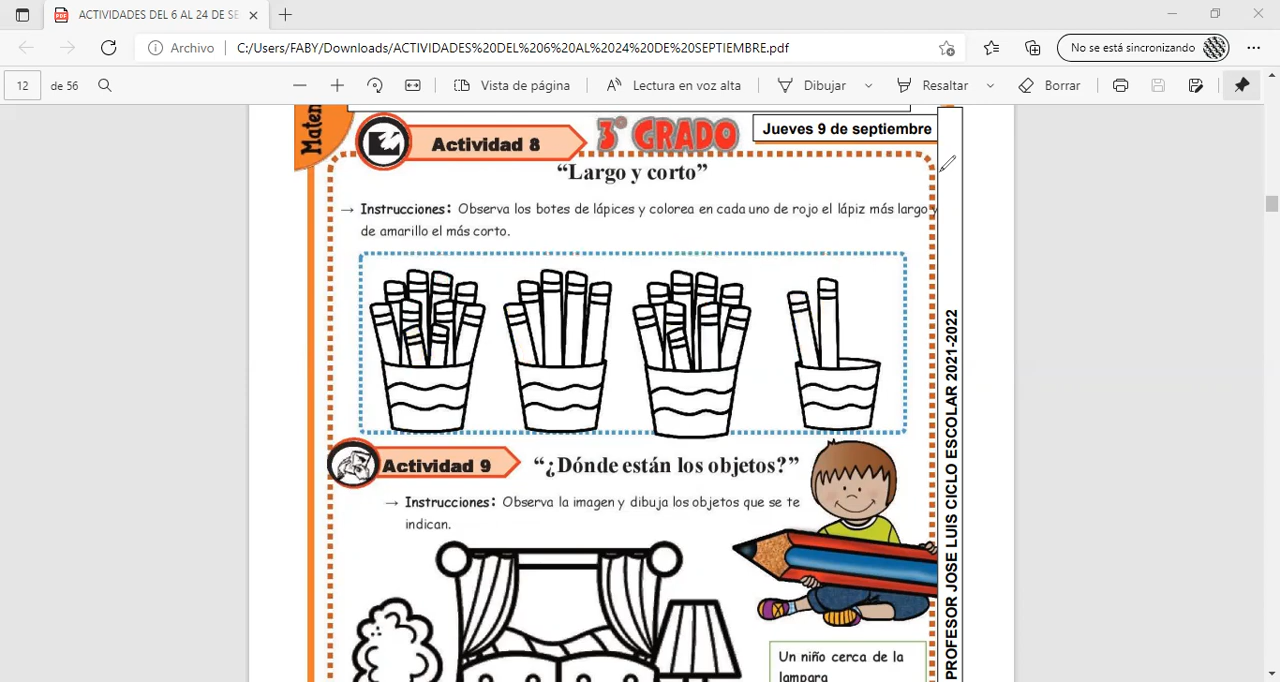 ACTIVIDADES DEL 6 AL 24 DE SE
Archivo C:/Users/FABY/Downloads/ACTIVIDADES%20DEL%206%20AL%2024%20DE%20SEPTIEMBRE.pdf No se está sincronizando
12 de 56 Vista de página Lectura en voz alta Dibujar Resaltar Borrar
Matem
Actividad 8 3° GRADO Jueves 9 de septiembre
“Largo y corto”
→ Instrucciones: Observa los botes de lápices y colorea en cada uno de rojo el lápiz más largo y
de amarillo el más corto.
Actividad 9 “¿Dónde están los objetos?”
→ Instrucciones: Observa la imagen y dibuja los objetos que se te
indican.
Un niño cerca de la
lampara
PROFESOR JOSE LUIS CICLO ESCOLAR 2021-2022